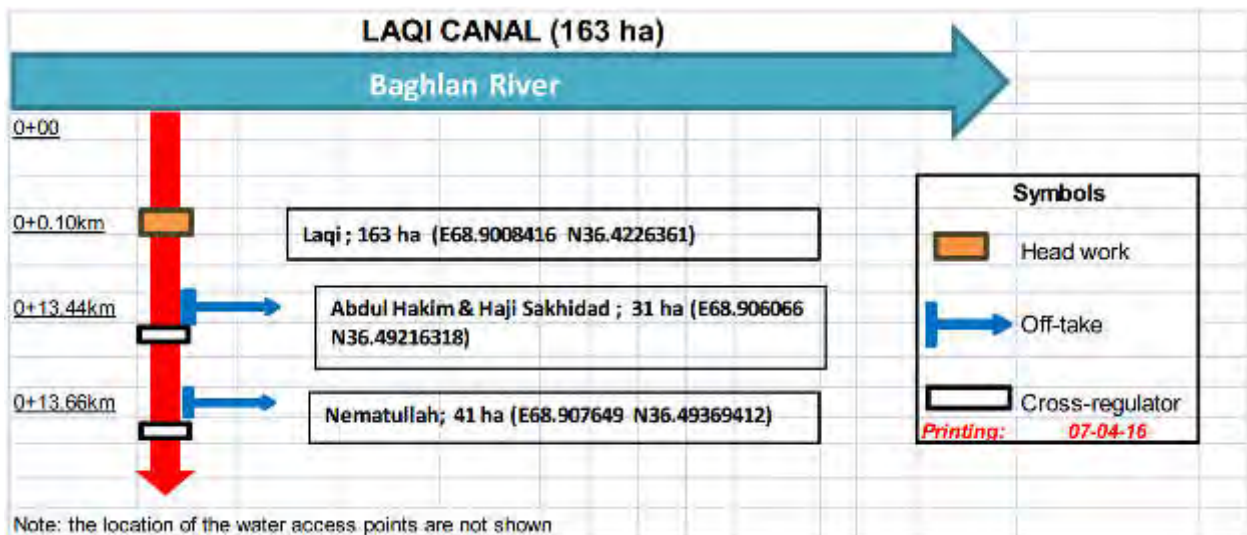 LAQI CANAL (163 ha)
Baghlan River
0+00
0+0.10km
Laqi ; 163 ha (E68.9008416 N36.4226361)
0+13.44km
Abdul Hakim & Haji Sakhidad ; 31 ha (E68.906066
N36.49216318)
0+13.66km
Nematullah; 41 ha (E68.907649 N36.49369412)
Symbols
Head work
Off-take
Cross-regulator
Printing: 07-04-16
Note: the location of the water access points are not shown